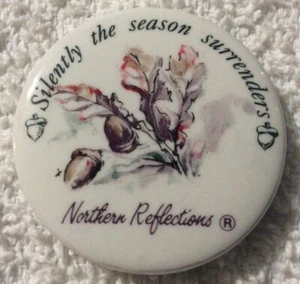 Silently the season surrenders
Northern Reflections ®